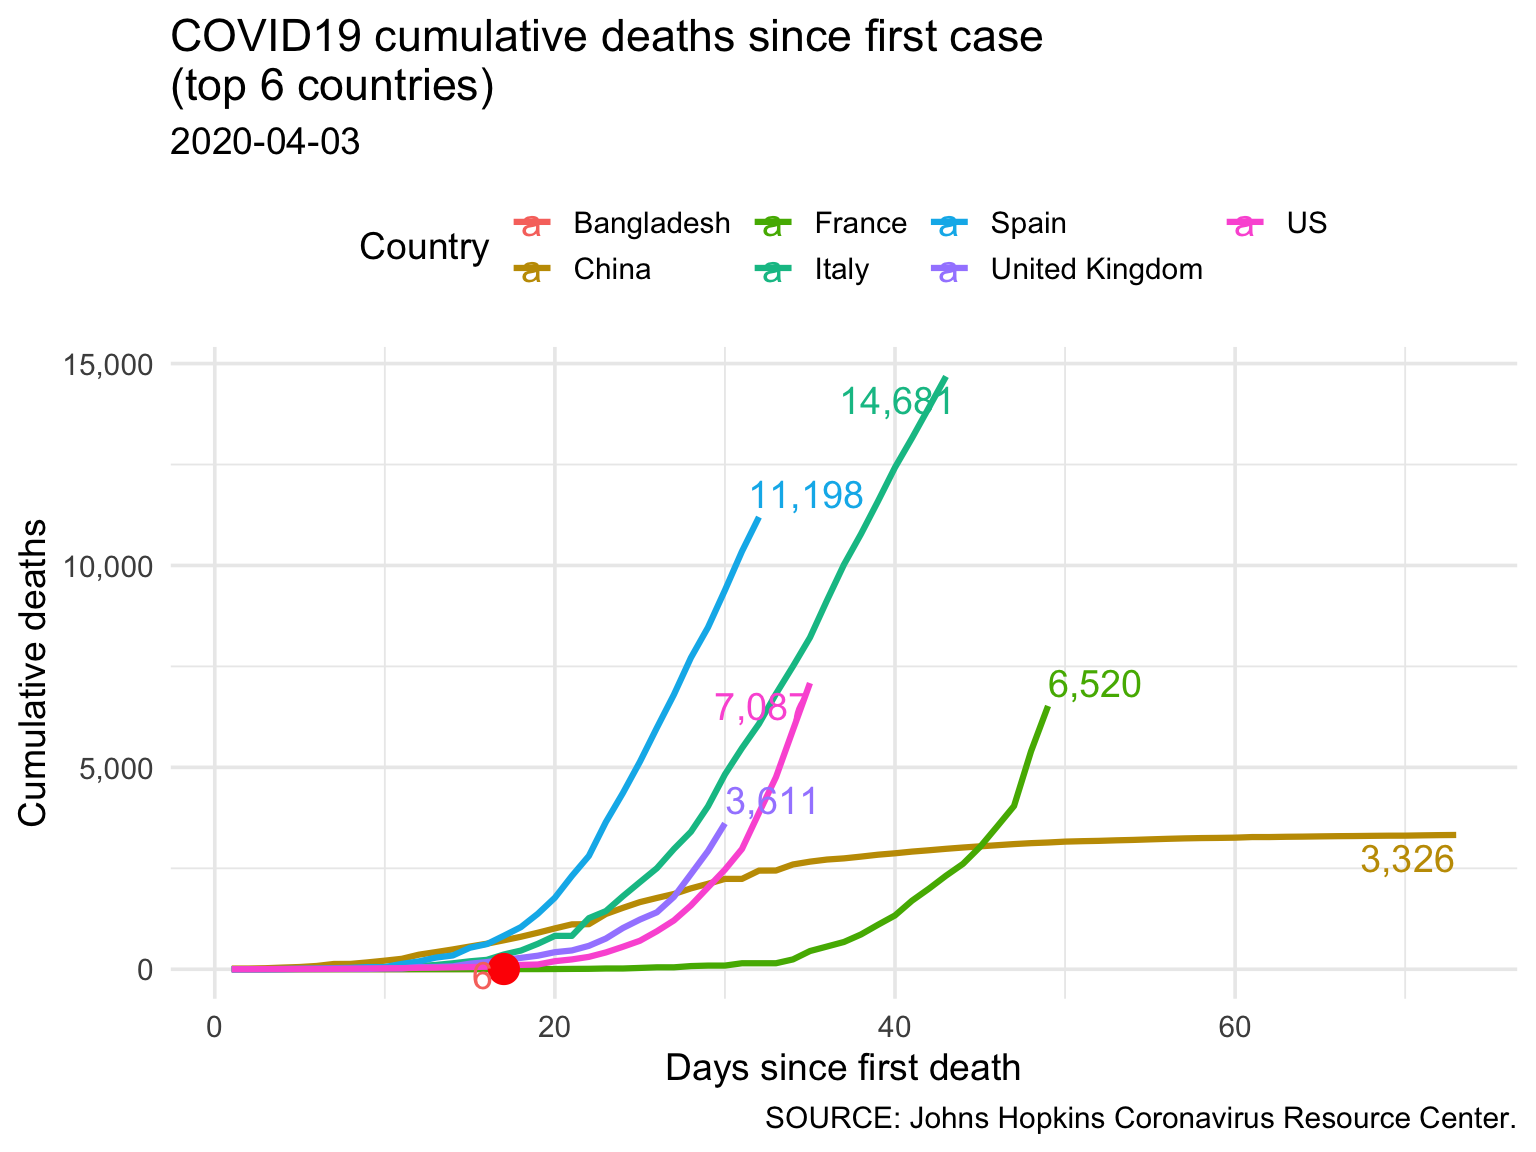 COVID19 cumulative deaths since first case
(top 6 countries)
2020-04-03
Country
a Bangladesh a France a Spain a US
a China a Italy a United Kingdom
15,000
14,681
11,198
10,000
Cumulative deaths
7,087
6,520
5,000
3,611
3,326
0
6
0 20 40 60
Days since first death
SOURCE: Johns Hopkins Coronavirus Resource Center.